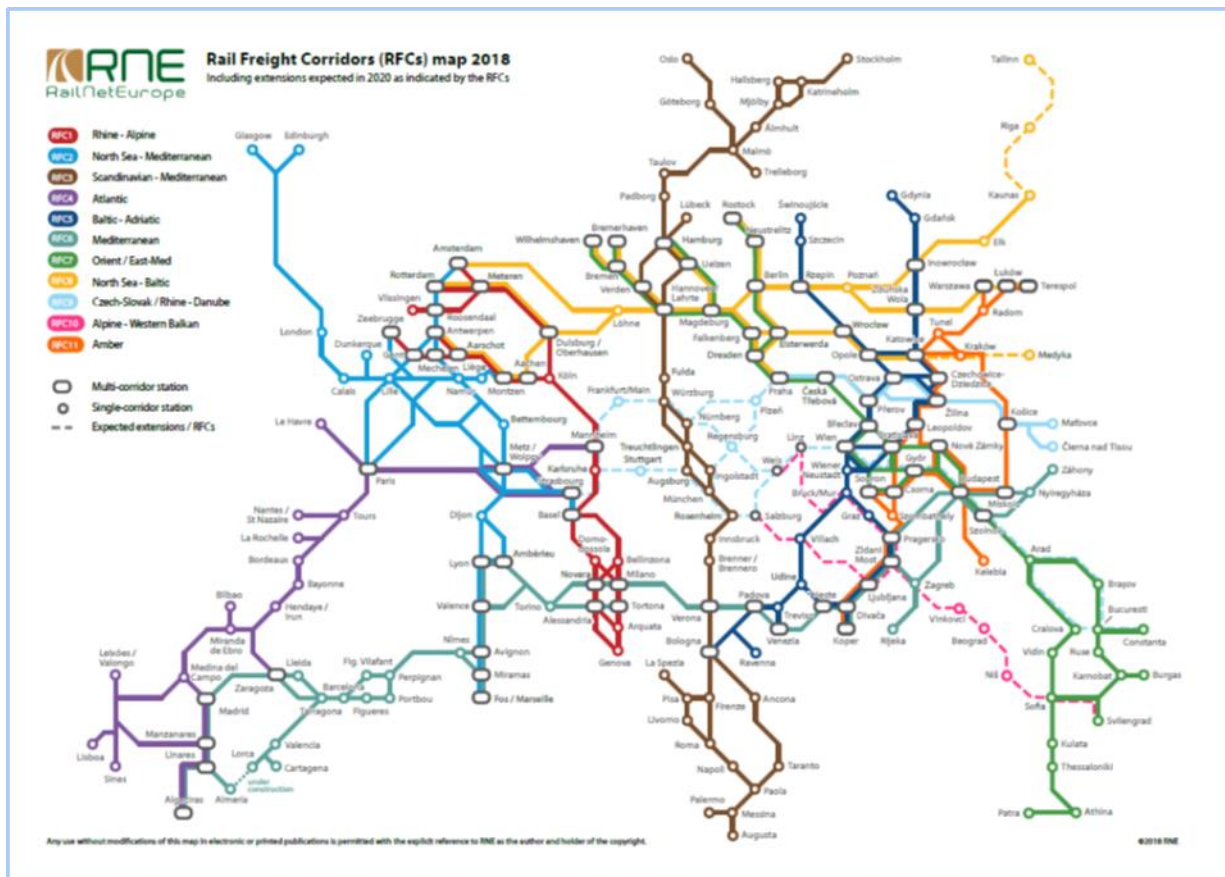 RNE
RailNetEurope
Rail Freight Corridors (RFCs) map 2018
Including extensions expected in 2020 as indicated by the RFCs
RFC1 Rhine - Alpine
RFC2 North Sea - Mediterranean
RFC3 Scandinavian - Mediterranean
RFC4 Atlantic
RFC5 Baltic - Adriatic
RFC6 Mediterranean
RFC7 Orient / East-Med
RFC8 North Sea - Baltic
RFC9 Czech-Slovak / Rhine - Danube
RFC10 Alpine - Western Balkan
RFC11 Amber
Multi-corridor station
Single-corridor station
Expected extensions / RFCs
Glasgow
Edinburgh
Oslo
Stockholm
Hallsberg
Katrineholm
Göteborg
Mjölby
Älmhult
Malmö
Taulov
Trelleborg
Padborg
Lübeck
Tallinn
Riga
Kaunas
Ełk
Rostock
Świnoujście
Gdynia
Bremerhaven
Wilhelmshaven
Hamburg
Neustrelitz
Szczecin
Gdańsk
Amsterdam
Bremen
Uelzen
Berlin
Rzepin
Poznań
Inowrocław
Łuków
Rotterdam
Meteren
Verden
Hannover/
Lehrte
Zduńska
Wola
Warszawa
Terespol
Vlissingen
Roosendaal
Löhne
Magdeburg
Radom
Zeebrugge
Antwerpen
Falkenberg
Wrocław
Tunel
London
Dunkerque
Aarschot
Duisburg /
Oberhausen
Elsterwerda
Katowice
Kraków
Medyka
Gent
Mechelen
Liège
Aachen
Dresden
Opole
Czechowice-
Dziedzice
Calais
Lille
Namur
Montzen
Köln
Fulda
Praha
Česká
Třebová
Ostrava
Frankfurt/Main
Würzburg
Plzeň
Přerov
Žilina
Košice
Le Havre
Bettembourg
Nürnberg
Břeclav
Leopoldov
Maťovce
Metz /
Woippy
Mannheim
Treuchtlingen
Regensburg
Linz
Wien
Bratislava
Nové Zámky
Čierna nad Tisou
Strasbourg
Karlsruhe
Stuttgart
Ingolstadt
Wels
Wiener
Neustadt
Győr
Budapest
Záhony
Paris
Augsburg
Sopron
Csorna
Miskolc
Nyíregyháza
München
Bruck/Mur
Nantes /
St Nazaire
Tours
Dijon
Basel
Rosenheim
Salzburg
Graz
Szombathely
Szolnok
La Rochelle
Domo-
dossola
Innsbruck
Villach
Pragersko
Bordeaux
Ambérieu
Bellinzona
Brenner /
Brennero
Zidani
Most
Arad
Lyon
Kelebia
Bayonne
Novara
Milano
Udine
Zagreb
Braşov
Bilbao
Hendaye /
Irun
Valence
Torino
Tortona
Verona
Padova
Treviso
Trieste
Ljubljana
Bucuresti
Vinkovci
Alessandria
Arquata
Venezia
Divača
Koper
Rijeka
Beograd
Craiova
Constanta
Miranda
de Ebro
Nîmes
Avignon
Genova
Bologna
Ravenna
Vidin
Ruse
Leixões /
Valongo
Medina del
Campo
Lleida
Fig. Vilafant
Perpignan
Miramas
La Spezia
Niš
Karnobat
Burgas
Zaragoza
Barcelona
Madrid
Tarragona
Figueres
Portbou
Fos / Marseille
Pisa
Firenze
Ancona
Sofia
Svilengrad
Livorno
Manzanares
Valencia
Lisboa
Linares
Lorca
Roma
Kulata
Sines
Cartagena
Napoli
Taranto
Thessaloniki
under
construction
Algeciras
Almería
Paola
Palermo
Messina
Patra
Athina
Augusta
Any use without modifications of this map in electronic or printed publications is permitted with the explicit reference to RNE as the author and holder of the copyright.
©2018 RNE